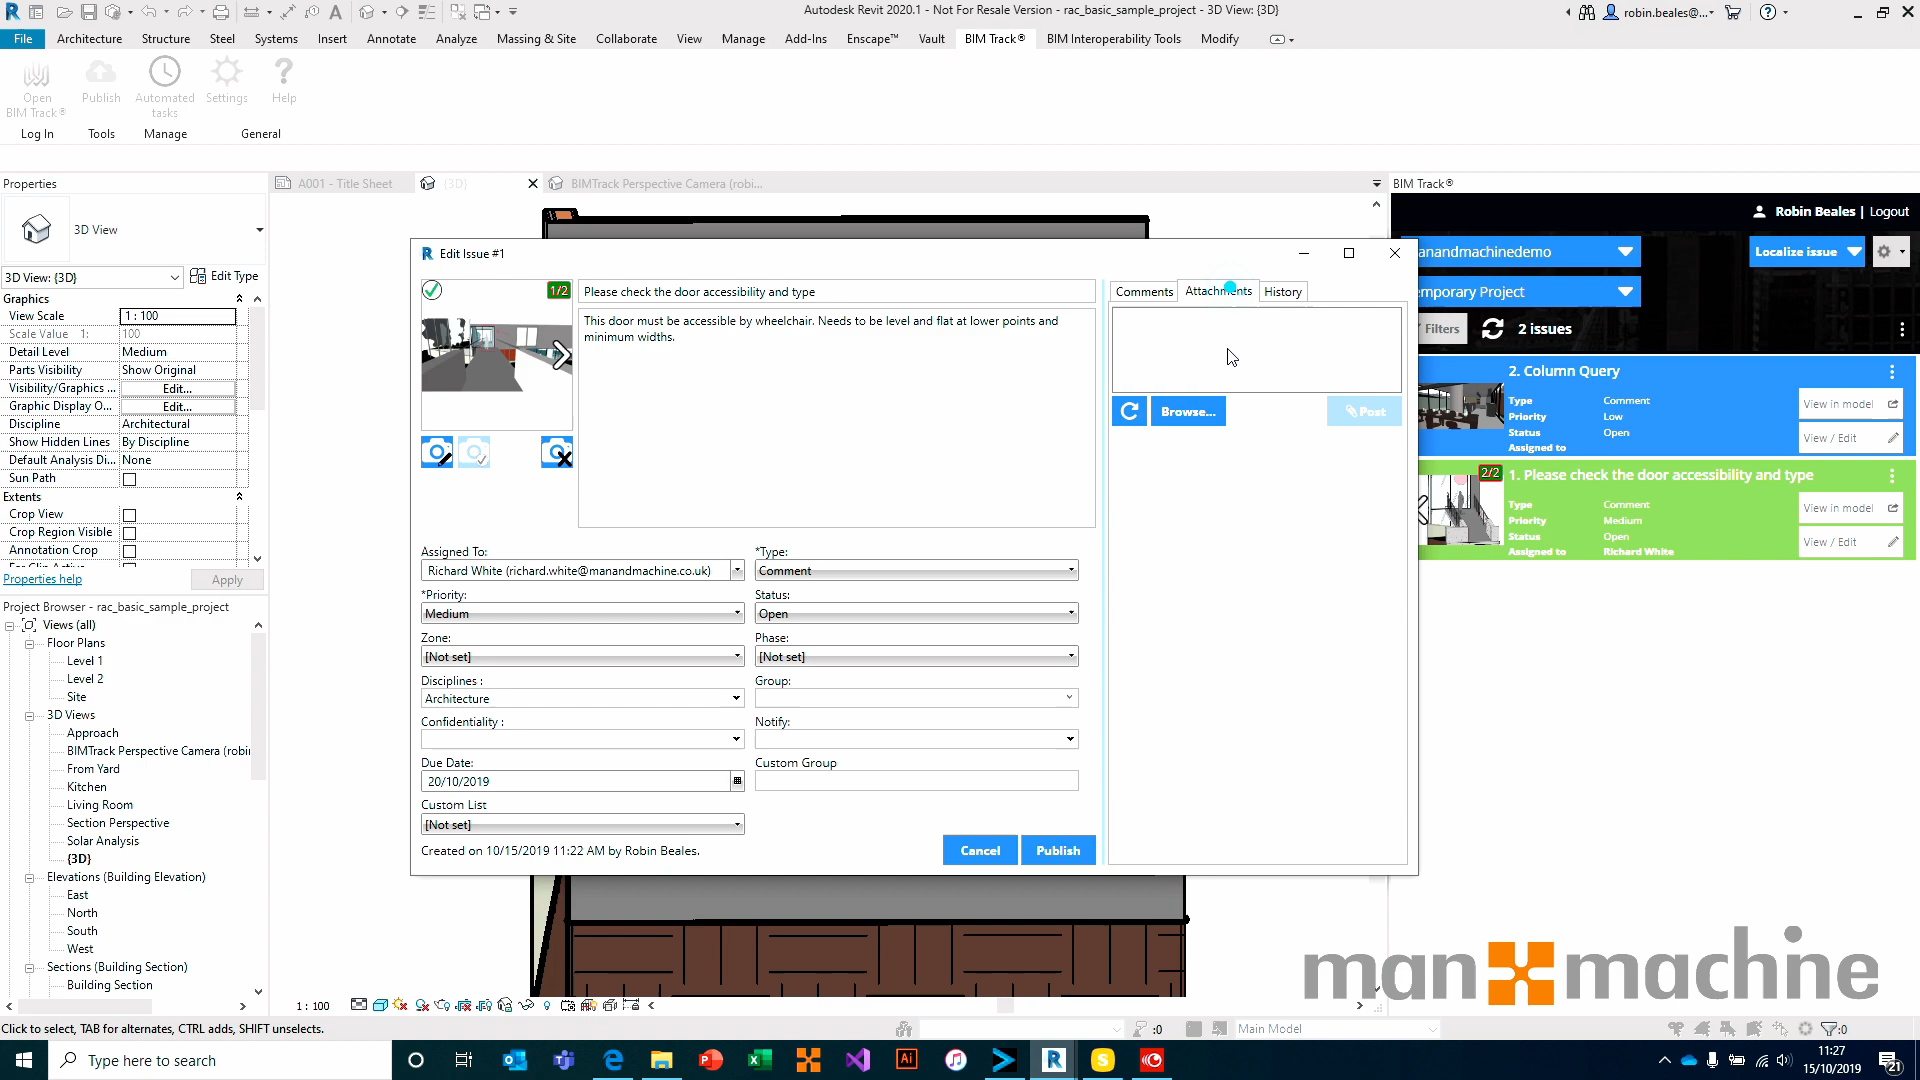 Autodesk Revit 2020.1 - Not For Resale Version - rac_basic_sample_project - 3D View: {3D}
robin.beales@...
File Architecture Structure Steel Systems Insert Annotate Analyze Massing & Site Collaborate View Manage Add-Ins Enscape™ Vault BIM Track® BIM Interoperability Tools Modify
Open BIM Track®
Publish
Automated tasks
Settings
Help
Log In Tools Manage General
Properties
A001 - Title Sheet
{3D}
BIMTrack Perspective Camera (robi...
BIM Track®
3D View
3D View: {3D}
Edit Type
Graphics
View Scale 1 : 100
Scale Value 1: 100
Detail Level Medium
Parts Visibility Show Original
Visibility/Graphics ... Edit...
Graphic Display O... Edit...
Discipline Architectural
Show Hidden Lines By Discipline
Default Analysis Di... None
Sun Path
Extents
Crop View
Crop Region Visible
Annotation Crop
Properties help
Apply
Project Browser - rac_basic_sample_project
Views (all)
Floor Plans
Level 1
Level 2
Site
3D Views
Approach
BIMTrack Perspective Camera (robi
From Yard
Kitchen
Living Room
Section Perspective
Solar Analysis
{3D}
Elevations (Building Elevation)
East
North
South
West
Sections (Building Section)
Building Section
Edit Issue #1
1/2
Please check the door accessibility and type
This door must be accessible by wheelchair. Needs to be level and flat at lower points and
minimum widths.
Assigned To:
Richard White (richard.white@manandmachine.co.uk)
*Type:
Comment
*Priority:
Medium
Status:
Open
Zone:
[Not set]
Phase:
[Not set]
Disciplines :
Architecture
Group:
Confidentiality :
Notify:
Due Date:
20/10/2019
Custom Group
Custom List
[Not set]
Created on 10/15/2019 11:22 AM by Robin Beales.
Cancel
Publish
Comments Attachments History
Browse...
Post
Robin Beales | Logout
anandmachinedemo
Localize issue
emporary Project
Filters
2 issues
2. Column Query
Type Comment
Priority Low
Status Open
Assigned to
View in model
View / Edit
2/2
1. Please check the door accessibility and type
Type Comment
Priority Medium
Status Open
Assigned to Richard White
View in model
View / Edit
man machine
1 : 100
Click to select, TAB for alternates, CTRL adds, SHIFT unselects.
:0
Main Model
:0
Type here to search
11:27
15/10/2019
21